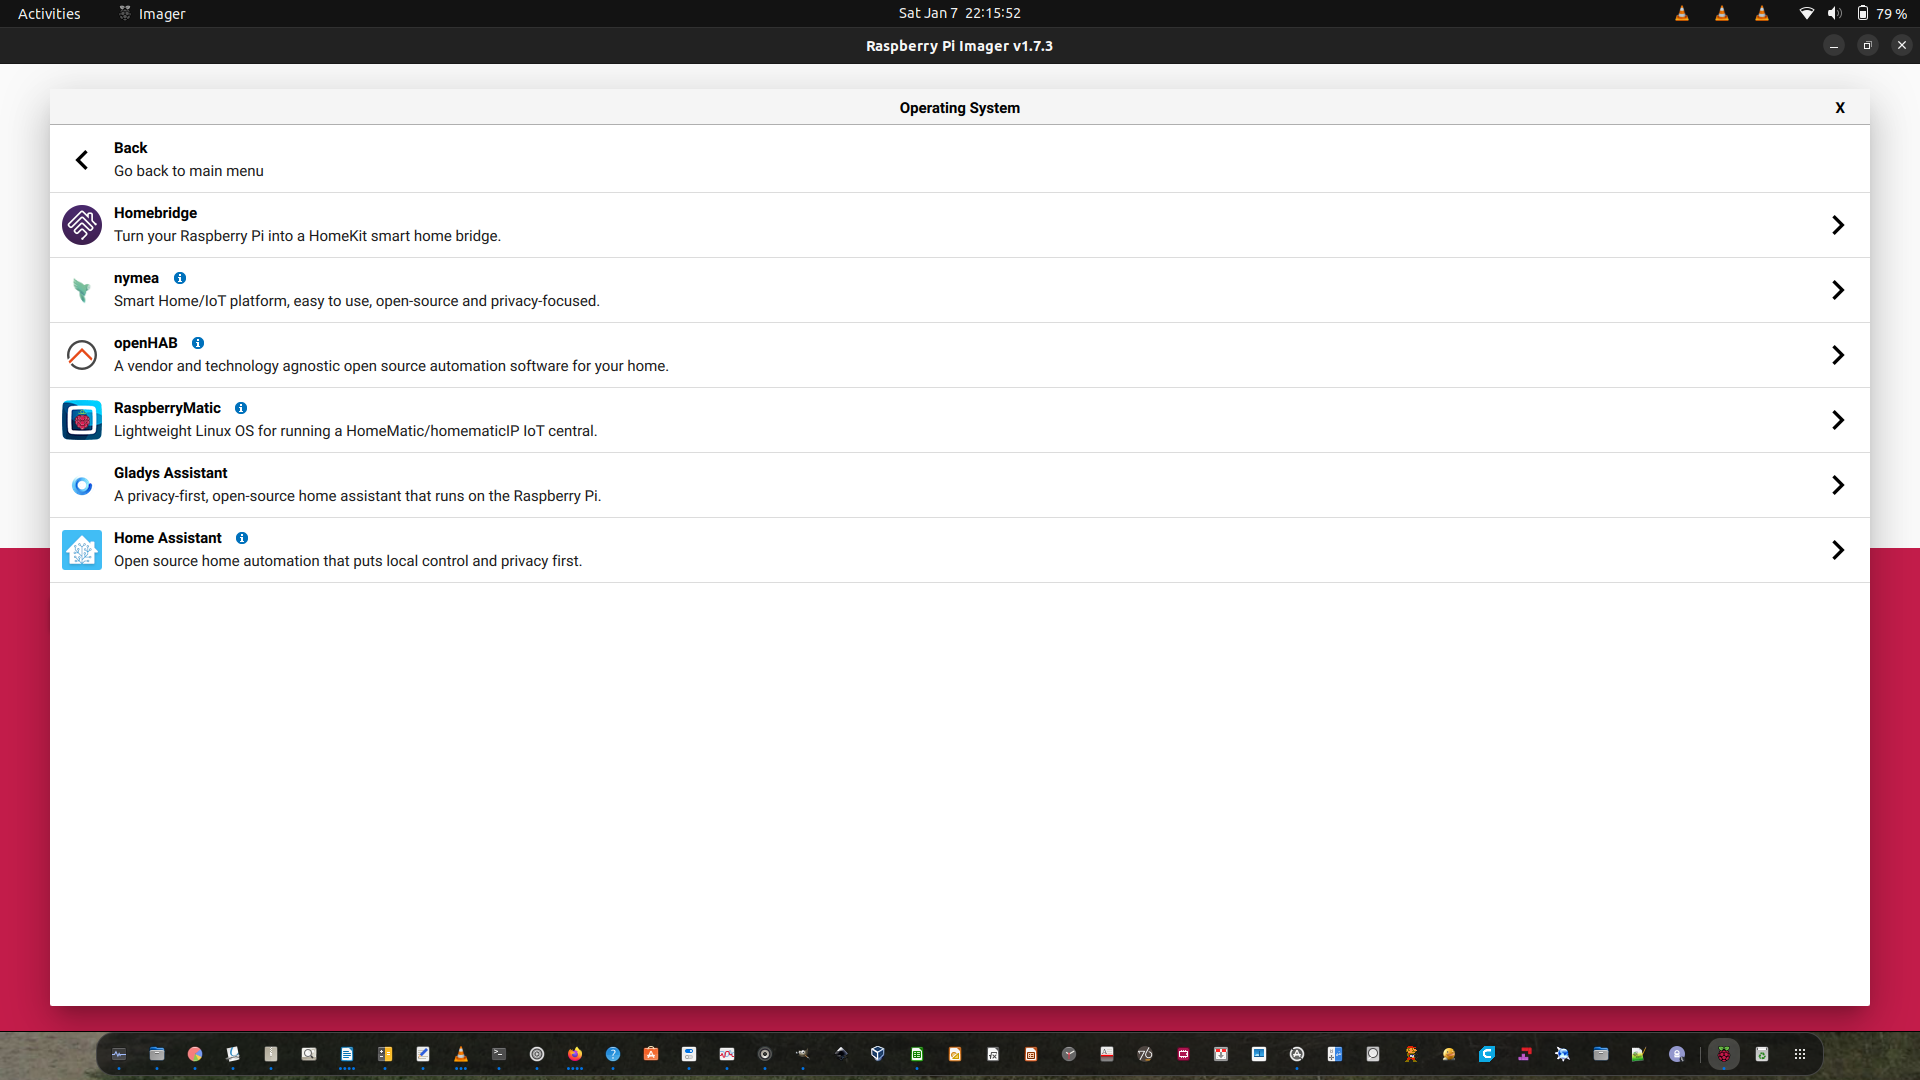 Activities
Imager
Sat Jan 7 22:15:52
79 %
Raspberry Pi Imager v1.7.3
Operating System
X
Back
Go back to main menu
Homebridge
Turn your Raspberry Pi into a HomeKit smart home bridge.
nymea
Smart Home/IoT platform, easy to use, open-source and privacy-focused.
openHAB
A vendor and technology agnostic open source automation software for your home.
RaspberryMatic
Lightweight Linux OS for running a HomeMatic/homematicIP IoT central.
Gladys Assistant
A privacy-first, open-source home assistant that runs on the Raspberry Pi.
Home Assistant
Open source home automation that puts local control and privacy first.